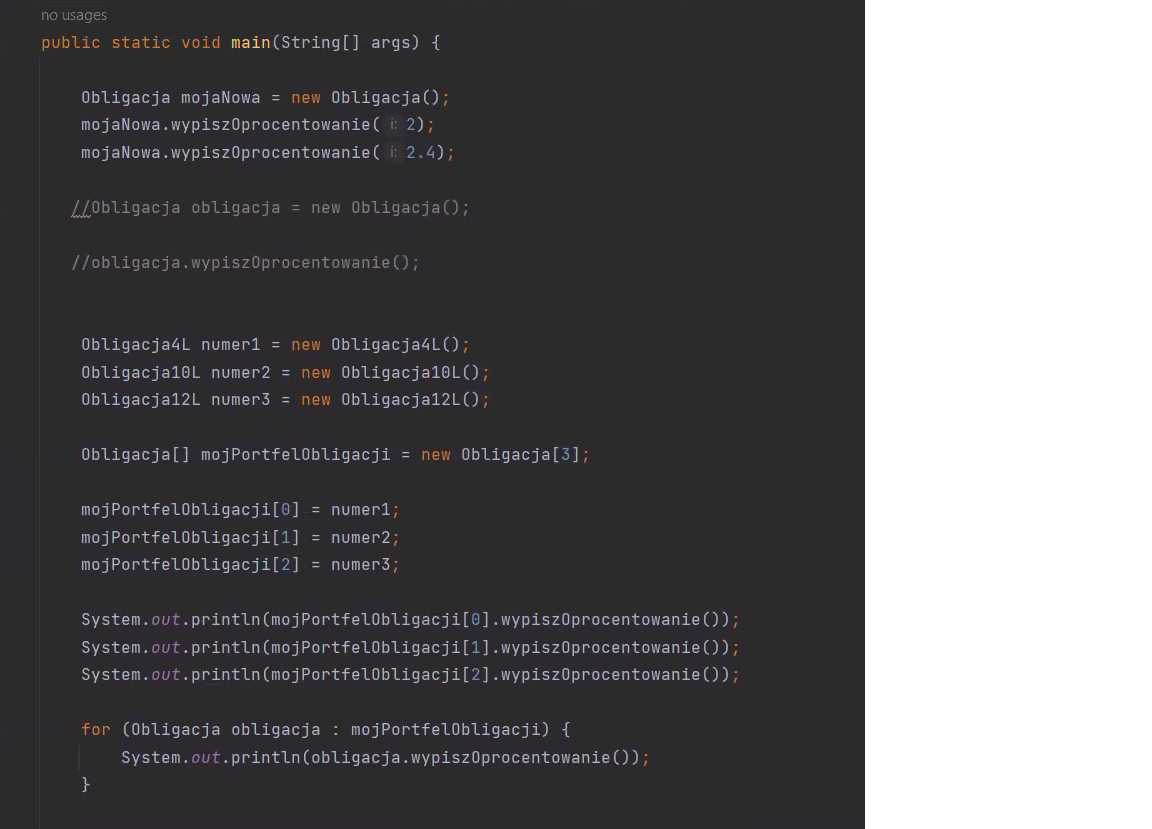 no usages
public static void main(String[] args) {
Obligacja mojaNowa = new Obligacja();
mojaNowa.wypiszOprocentowanie( i: 2);
mojaNowa.wypiszOprocentowanie( i: 2.4);
//Obligacja obligacja = new Obligacja();
//obligacja.wypiszOprocentowanie();
Obligacja4L numer1 = new Obligacja4L();
Obligacja10L numer2 = new Obligacja10L();
Obligacja12L numer3 = new Obligacja12L();
Obligacja[] mojPortfelObligacji = new Obligacja[3];
mojPortfelObligacji[0] = numer1;
mojPortfelObligacji[1] = numer2;
mojPortfelObligacji[2] = numer3;
System.out.println(mojPortfelObligacji[0].wypiszOprocentowanie());
System.out.println(mojPortfelObligacji[1].wypiszOprocentowanie());
System.out.println(mojPortfelObligacji[2].wypiszOprocentowanie());
for (Obligacja obligacja : mojPortfelObligacji) {
System.out.println(obligacja.wypiszOprocentowanie());
}